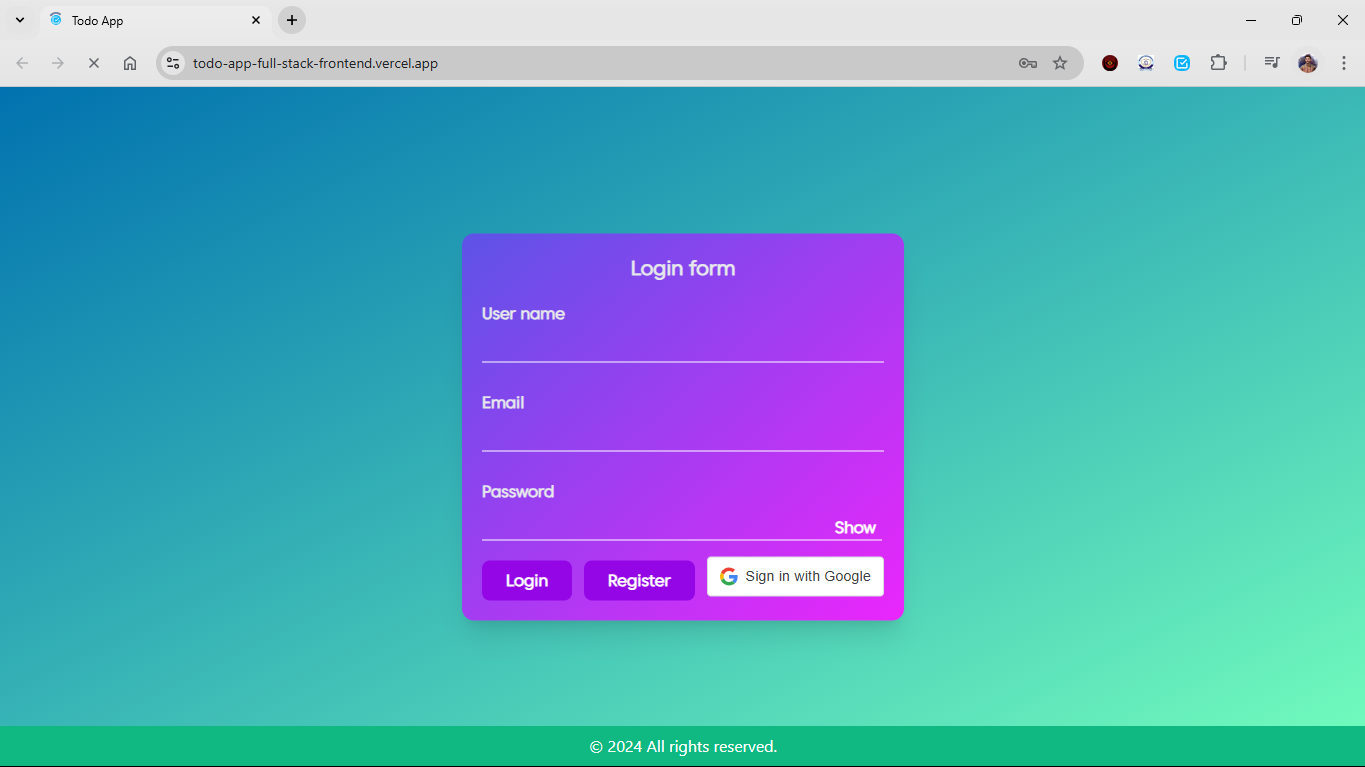 Todo App
todo-app-full-stack-frontend.vercel.app
Login form
User name
Email
Password
Show
Login
Register
Sign in with Google
© 2024 All rights reserved.